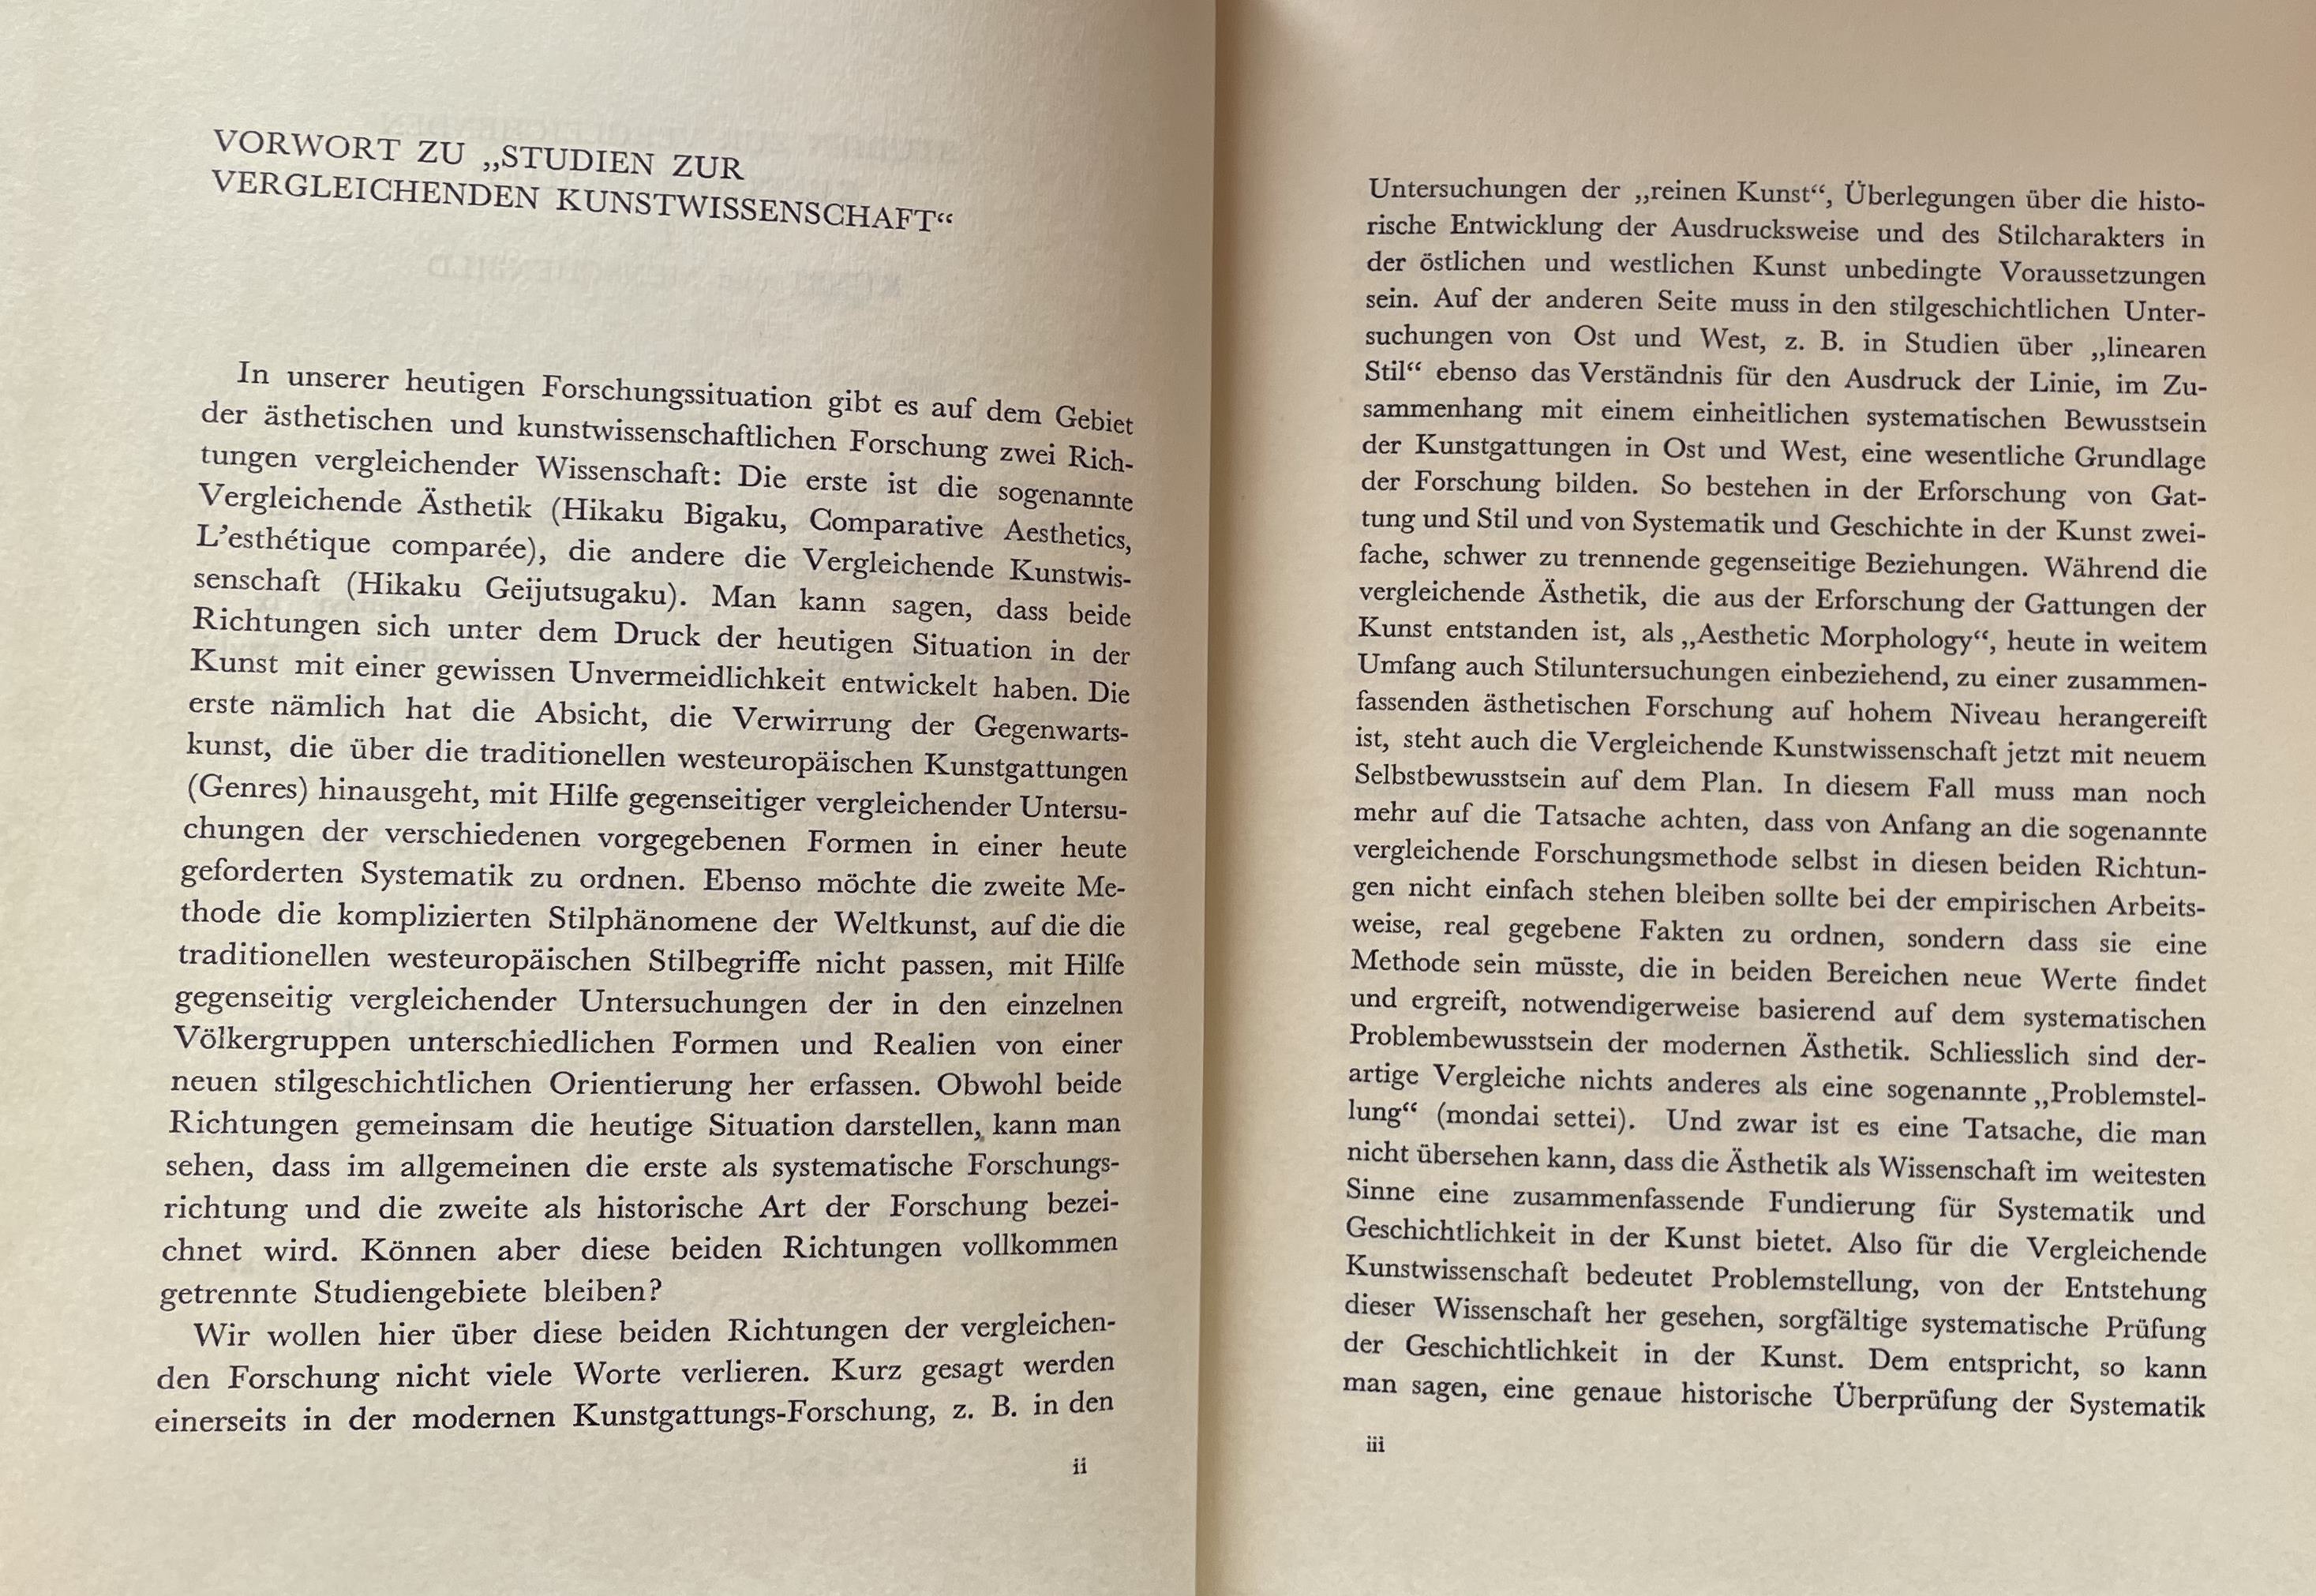 VORWORT ZU „STUDIEN ZUR
VERGLEICHENDEN KUNSTWISSENSCHAFT“
In unserer heutigen Forschungssituation gibt es auf dem Gebiet
der ästhetischen und kunstwissenschaftlichen Forschung zwei Rich-
tungen vergleichender Wissenschaft: Die erste ist die sogenannte
Vergleichende Ästhetik (Hikaku Bigaku, Comparative Aesthetics,
L’esthétique comparée), die andere die Vergleichende Kunstwis-
senschaft (Hikaku Geijutsugaku). Man kann sagen, dass beide
Richtungen sich unter dem Druck der heutigen Situation in der
Kunst mit einer gewissen Unvermeidlichkeit entwickelt haben. Die
erste nämlich hat die Absicht, die Verwirrung der Gegenwarts-
kunst, die über die traditionellen westeuropäischen Kunstgattungen
(Genres) hinausgeht, mit Hilfe gegenseitiger vergleichender Untersu-
chungen der verschiedenen vorgegebenen Formen in einer heute
geforderten Systematik zu ordnen. Ebenso möchte die zweite Me-
thode die komplizierten Stilphänomene der Weltkunst, auf die die
traditionellen westeuropäischen Stilbegriffe nicht passen, mit Hilfe
gegenseitig vergleichender Untersuchungen der in den einzelnen
Völkergruppen unterschiedlichen Formen und Realien von einer
neuen stilgeschichtlichen Orientierung her erfassen. Obwohl beide
Richtungen gemeinsam die heutige Situation darstellen, kann man
sehen, dass im allgemeinen die erste als systematische Forschungs-
richtung und die zweite als historische Art der Forschung bezei-
chnet wird. Können aber diese beiden Richtungen vollkommen
getrennte Studiengebiete bleiben?
Wir wollen hier über diese beiden Richtungen der vergleichen-
den Forschung nicht viele Worte verlieren. Kurz gesagt werden
einerseits in der modernen Kunstgattungs-Forschung, z. B. in den
ii
Untersuchungen der „reinen Kunst“, Überlegungen über die histo-
rische Entwicklung der Ausdrucksweise und des Stilcharakters in
der östlichen und westlichen Kunst unbedingte Voraussetzungen
sein. Auf der anderen Seite muss in den stilgeschichtlichen Unter-
suchungen von Ost und West, z. B. in Studien über „linearen
Stil“ ebenso das Verständnis für den Ausdruck der Linie, im Zu-
sammenhang mit einem einheitlichen systematischen Bewusstsein
der Kunstgattungen in Ost und West, eine wesentliche Grundlage
der Forschung bilden. So bestehen in der Erforschung von Gat-
tung und Stil und von Systematik und Geschichte in der Kunst zwei-
fache, schwer zu trennende gegenseitige Beziehungen. Während die
vergleichende Ästhetik, die aus der Erforschung der Gattungen der
Kunst entstanden ist, als „Aesthetic Morphology“, heute in weitem
Umfang auch Stiluntersuchungen einbeziehend, zu einer zusammen-
fassenden ästhetischen Forschung auf hohem Niveau herangereift
ist, steht auch die Vergleichende Kunstwissenschaft jetzt mit neuem
Selbstbewusstsein auf dem Plan. In diesem Fall muss man noch
mehr auf die Tatsache achten, dass von Anfang an die sogenannte
vergleichende Forschungsmethode selbst in diesen beiden Richtun-
gen nicht einfach stehen bleiben sollte bei der empirischen Arbeits-
weise, real gegebene Fakten zu ordnen, sondern dass sie eine
Methode sein müsste, die in beiden Bereichen neue Werte findet
und ergreift, notwendigerweise basierend auf dem systematischen
Problembewusstsein der modernen Ästhetik. Schliesslich sind der-
artige Vergleiche nichts anderes als eine sogenannte „Problemstel-
lung“ (mondai settei). Und zwar ist es eine Tatsache, die man
nicht übersehen kann, dass die Ästhetik als Wissenschaft im weitesten
Sinne eine zusammenfassende Fundierung für Systematik und
Geschichtlichkeit in der Kunst bietet. Also für die Vergleichende
Kunstwissenschaft bedeutet Problemstellung, von der Entstehung
dieser Wissenschaft her gesehen, sorgfältige systematische Prüfung
der Geschichtlichkeit in der Kunst. Dem entspricht, so kann
man sagen, eine genaue historische Überprüfung der Systematik
iii